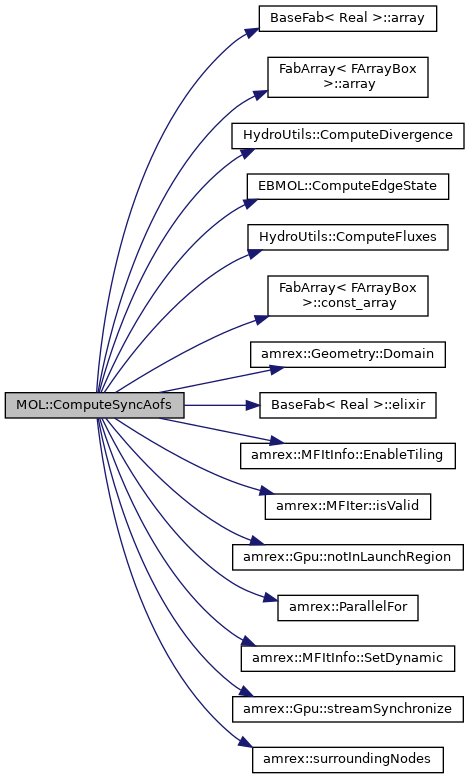 BaseFab< Real >::array
FabArray< FArrayBox
>::array
HydroUtils::ComputeDivergence
EBMOL::ComputeEdgeState
HydroUtils::ComputeFluxes
FabArray< FArrayBox
>::const_array
amrex::Geometry::Domain
MOL::ComputeSyncAofs
BaseFab< Real >::elixir
amrex::MFItInfo::EnableTiling
amrex::MFIter::isValid
amrex::Gpu::notInLaunchRegion
amrex::ParallelFor
amrex::MFItInfo::SetDynamic
amrex::Gpu::streamSynchronize
amrex::surroundingNodes